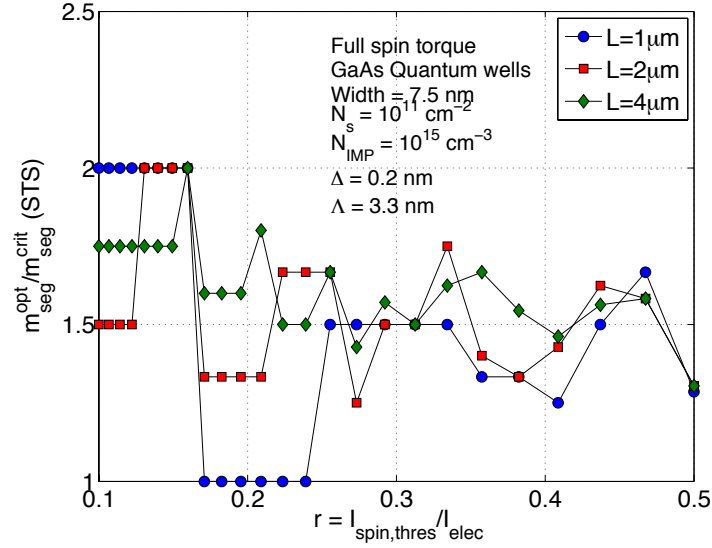 2.5
2
1.5
1
m_seg^opt/m_seg^crit (STS)
Full spin torque
GaAs Quantum wells
Width = 7.5 nm
N_s = 10^11 cm^-2
N_IMP = 10^15 cm^-3
Δ = 0.2 nm
Λ = 3.3 nm
L=1μm
L=2μm
L=4μm
0.1 0.2 0.3 0.4 0.5
r = I_spin,thres/I_elec